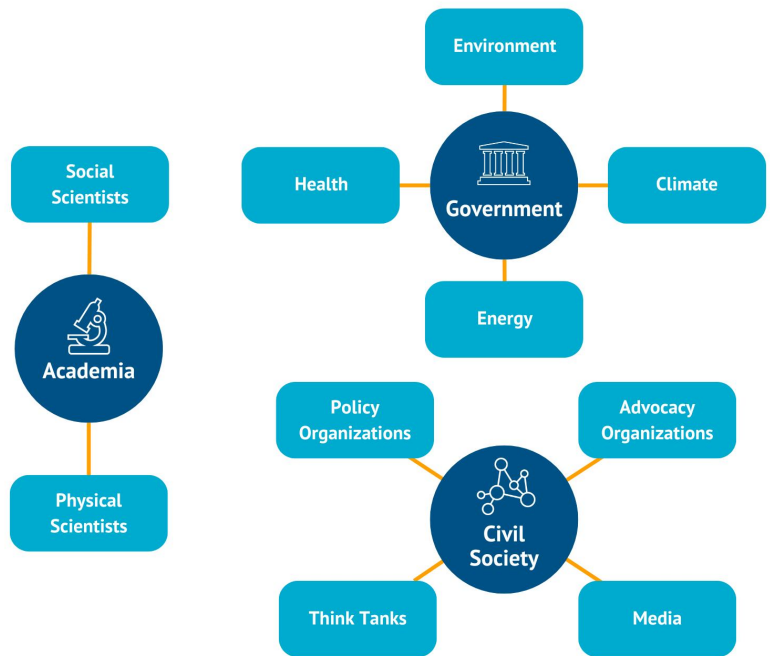 Environment
Health
Government
Climate
Energy
Social
Scientists
Academia
Physical
Scientists
Policy
Organizations
Advocacy
Organizations
Civil
Society
Think Tanks
Media